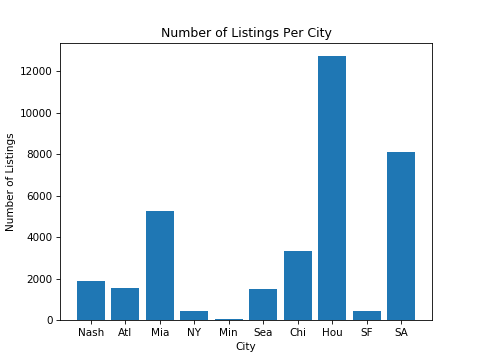 Number of Listings Per City
12000
10000
8000
6000
4000
2000
0
Number of Listings
Nash Atl Mia NY Min Sea Chi Hou SF SA
City